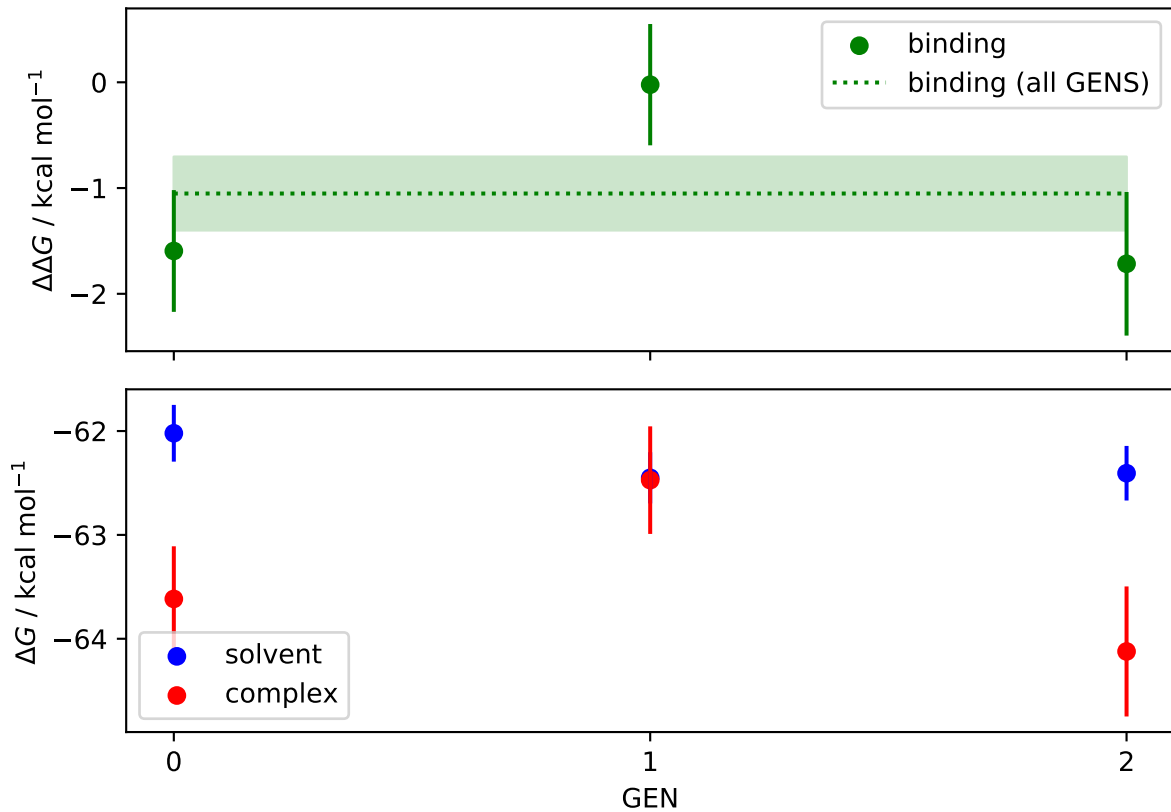 0
−1
−2
ΔΔG / kcal mol⁻¹
binding
binding (all GENS)
−62
−63
−64
ΔG / kcal mol⁻¹
solvent
complex
0 1 2
GEN